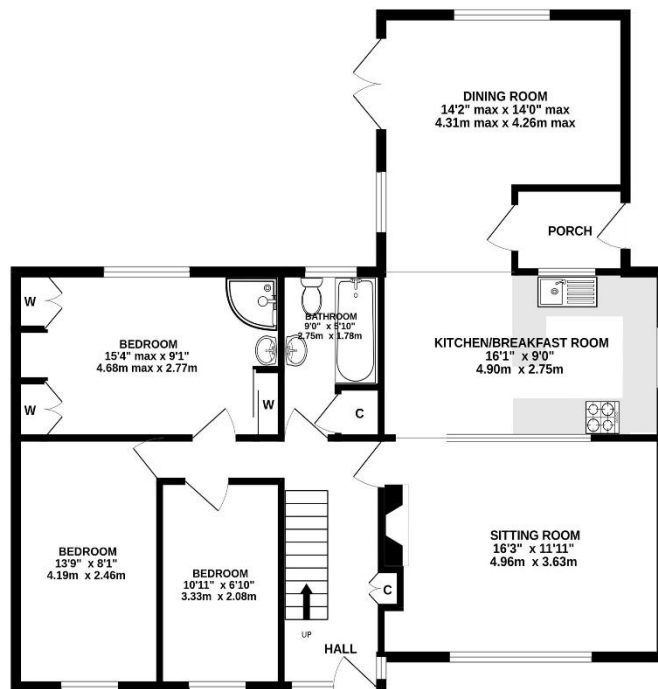 DINING ROOM
14'2" max x 14'0" max
4.31m max x 4.26m max
PORCH
W
BEDROOM
15'4" max x 9'1"
4.68m max x 2.77m
W
W
BATHROOM
9'0" x 5'10"
2.75m x 1.78m
C
KITCHEN/BREAKFAST ROOM
16'1" x 9'0"
4.90m x 2.75m
BEDROOM
13'9" x 8'1"
4.19m x 2.46m
BEDROOM
10'11" x 6'10"
3.33m x 2.08m
UP
HALL
C
SITTING ROOM
16'3" x 11'11"
4.96m x 3.63m